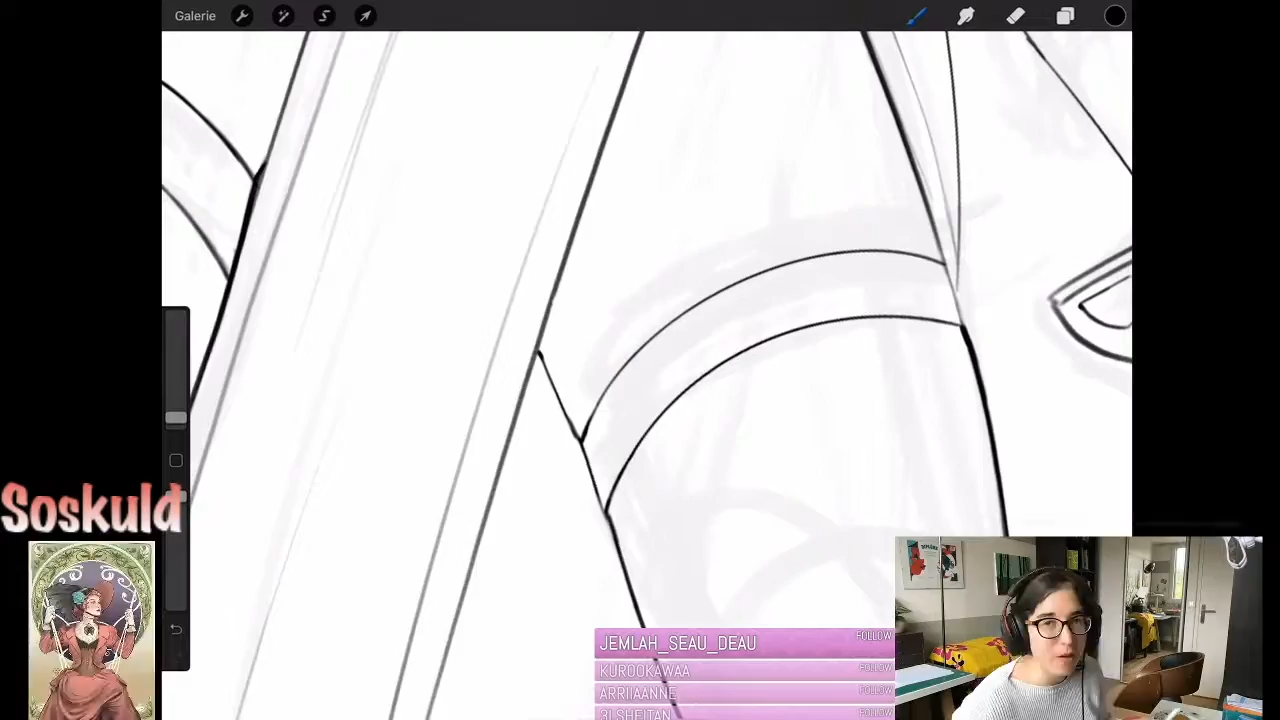 Galerie
Soskuld
JEMLAH_SEAU_DEAU FOLLOW
KUROOKAWAA FOLLOW
ARRIIAANNE FOLLOW
FOLLOW